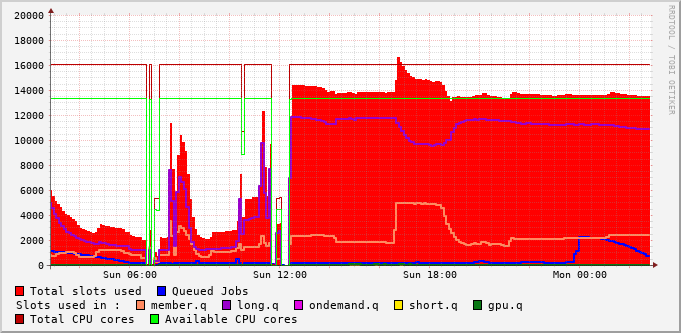 RRDTOOL / TOBI OETIKER
20000
18000
16000
14000
12000
10000
8000
6000
4000
2000
0
Sun 06:00 Sun 12:00 Sun 18:00 Mon 00:00
Total slots used Queued Jobs
Slots used in : member.q long.q ondemand.q short.q gpu.q
Total CPU cores Available CPU cores